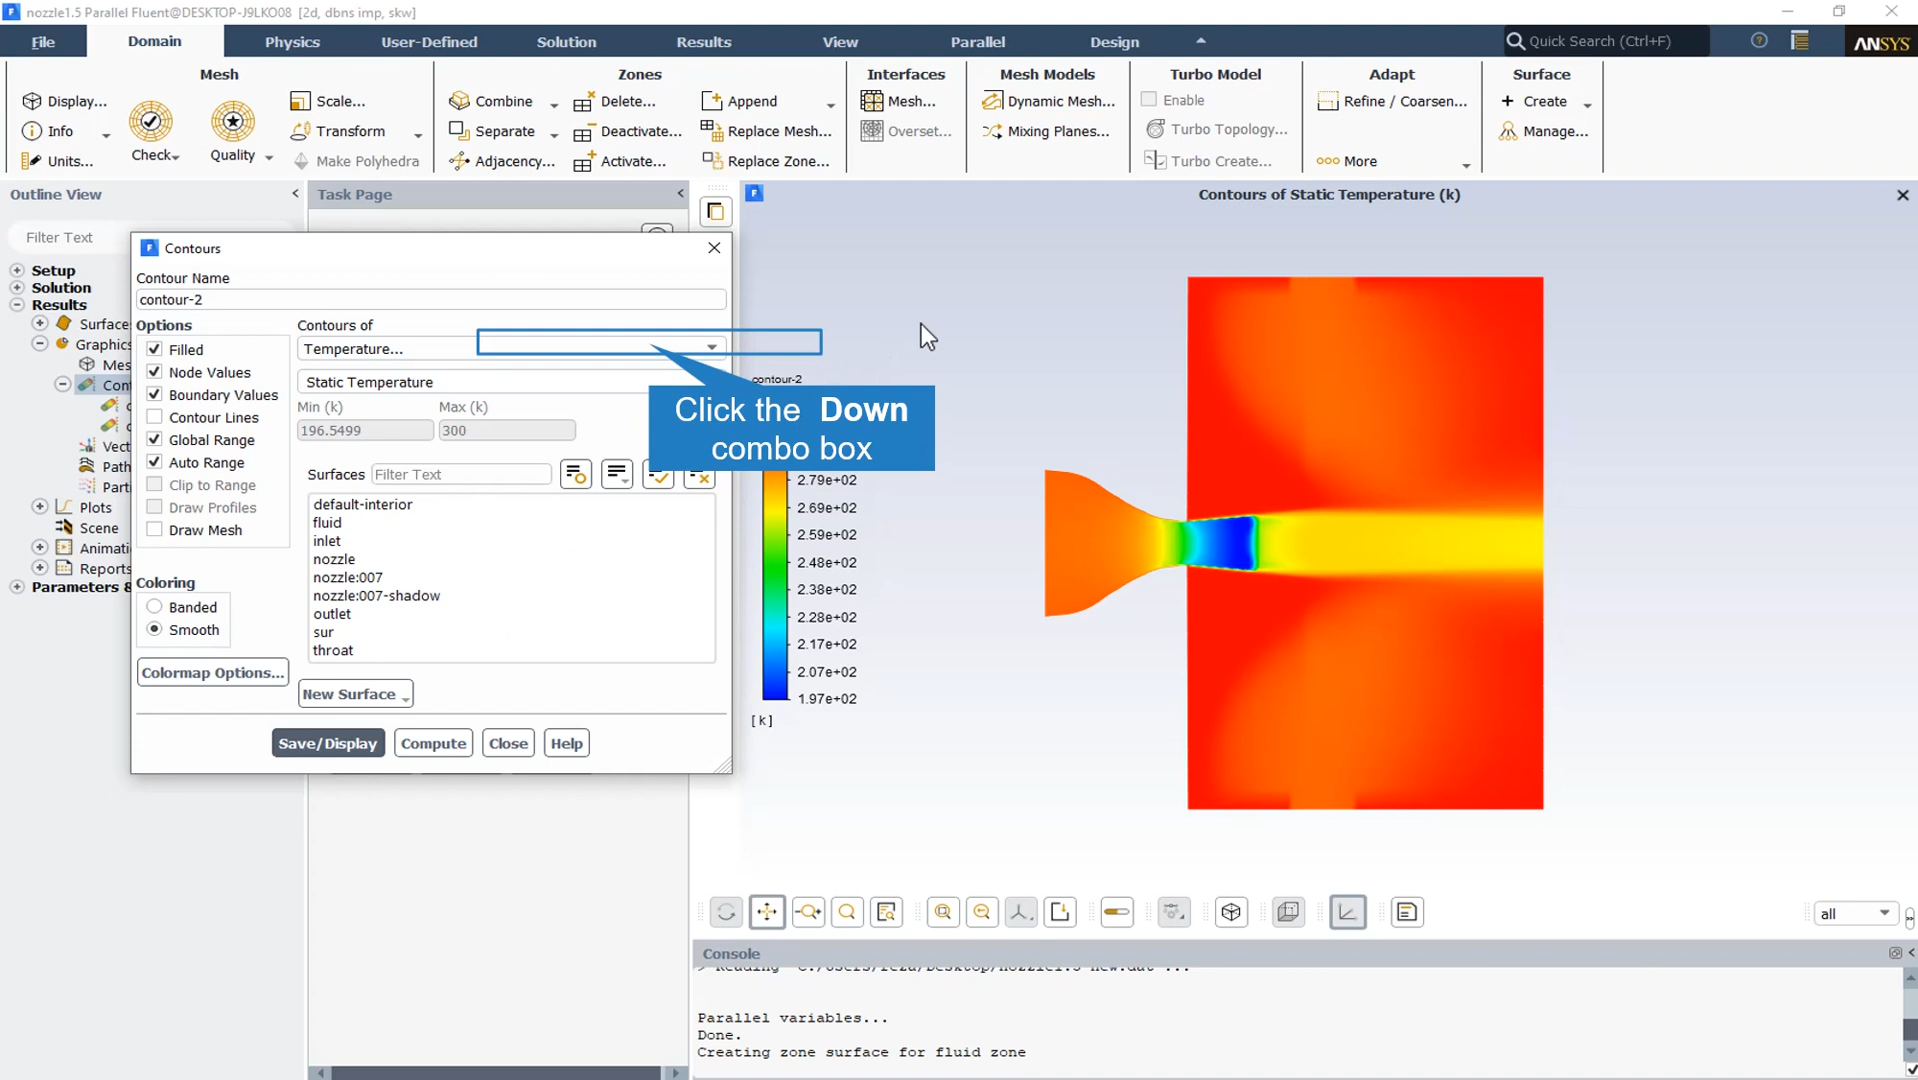 nozzle1.5 Parallel Fluent@DESKTOP-J9LKO08 [2d, dbns imp, skw]
File
Domain
Physics
User-Defined
Solution
Results
View
Parallel
Design
Quick Search (Ctrl+F)
ANSYS
Mesh
Display...
Info
Units...
Check
Quality
Scale...
Transform
Make Polyhedra
Zones
Combine
Separate
Adjacency...
Delete...
Deactivate...
Activate...
Append
Replace Mesh...
Replace Zone...
Interfaces
Mesh...
Overset...
Mesh Models
Dynamic Mesh...
Mixing Planes...
Turbo Model
Enable
Turbo Topology...
Turbo Create...
Adapt
Refine / Coarsen...
More
Surface
Create
Manage...
Outline View
Filter Text
Setup
Solution
Results
Surface
Graphics
Mes
Cont
Vect
Path
Parti
Plots
Scene
Animati
Reports
Parameters &
Task Page
Contours
Contour Name
contour-2
Options
Filled
Node Values
Boundary Values
Contour Lines
Global Range
Auto Range
Clip to Range
Draw Profiles
Draw Mesh
Coloring
Banded
Smooth
Colormap Options...
Contours of
Temperature...
Static Temperature
Min (k)
Max (k)
196.5499
300
Surfaces
Filter Text
default-interior
fluid
inlet
nozzle
nozzle:007
nozzle:007-shadow
outlet
sur
throat
New Surface
Save/Display
Compute
Close
Help
Click the Down
combo box
Contours of Static Temperature (k)
contour-2
2.79e+02
2.69e+02
2.59e+02
2.48e+02
2.38e+02
2.28e+02
2.17e+02
2.07e+02
1.97e+02
[ k ]
all
Console
Parallel variables...
Done.
Creating zone surface for fluid zone